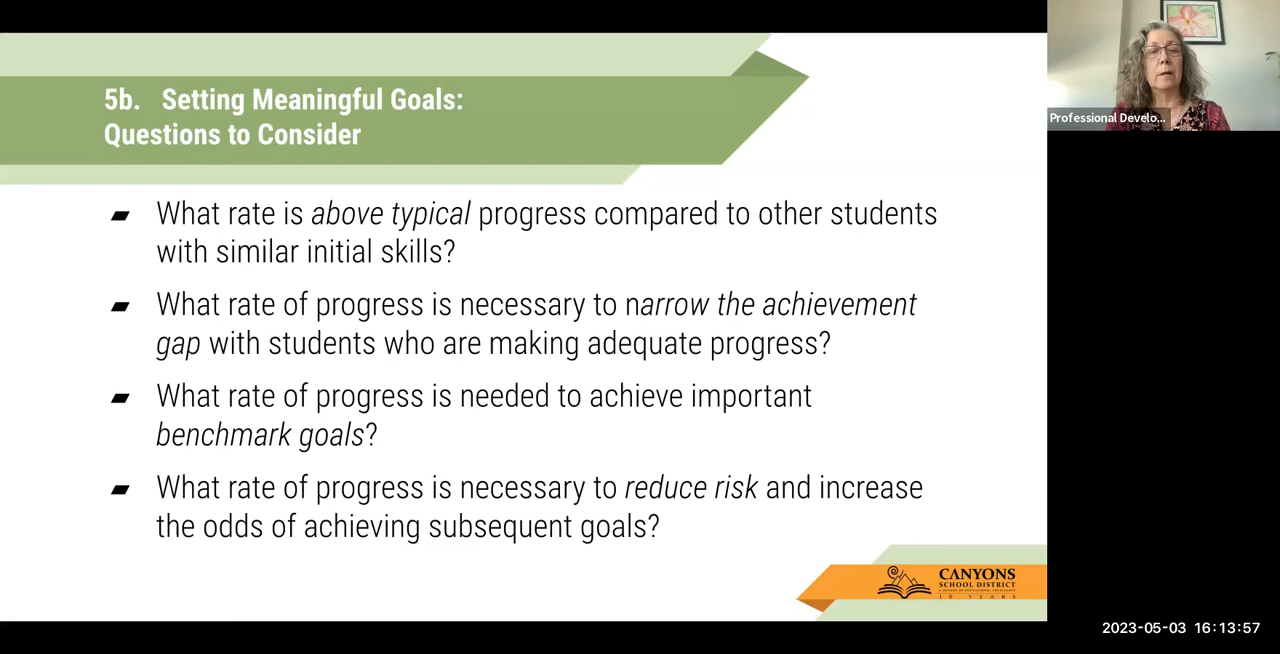 5b. Setting Meaningful Goals:
Questions to Consider
What rate is above typical progress compared to other students
with similar initial skills?
What rate of progress is necessary to narrow the achievement
gap with students who are making adequate progress?
What rate of progress is needed to achieve important
benchmark goals?
What rate of progress is necessary to reduce risk and increase
the odds of achieving subsequent goals?
CANYONS
SCHOOL DISTRICT
10 YEARS
Professional Develo...
2023-05-03 16:13:57